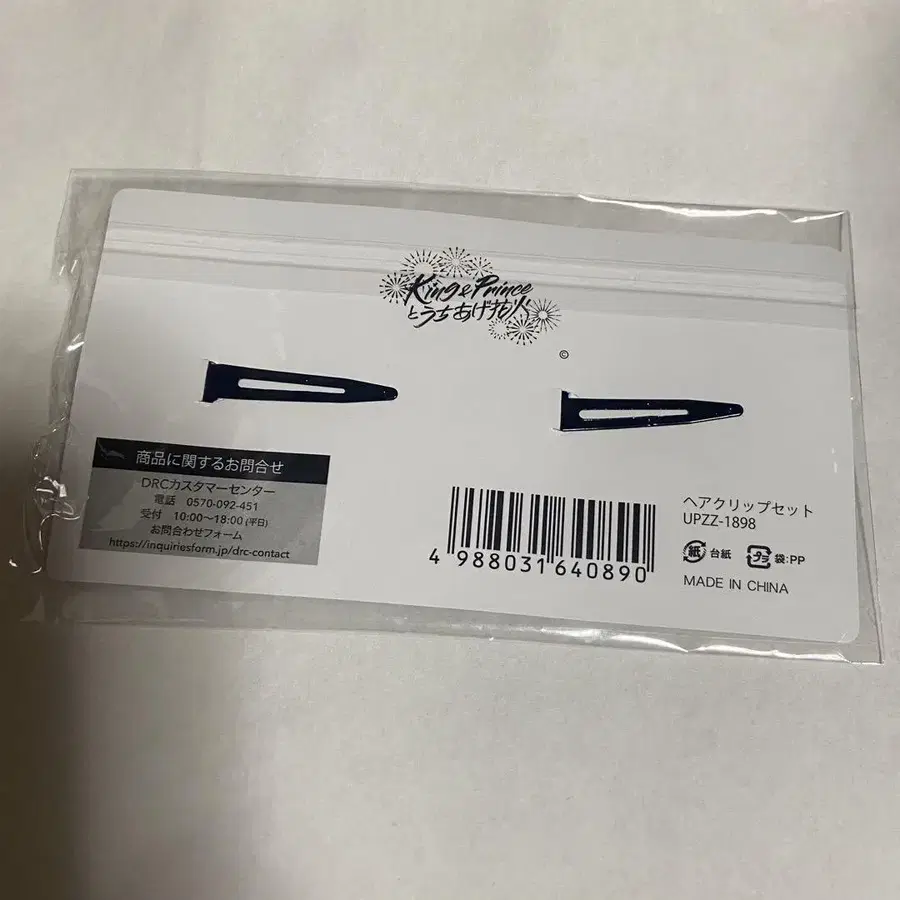 King & Prince
とうちあげ花火
©
商品に関するお問合せ
DRCカスタマーセンター
電話 0570-092-451
受付 10:00〜18:00 (平日)
お問合わせフォーム
https://inquiriesform.jp/drc-contact
4 988031 640890
ヘアクリップセット
UPZZ-1898
紙 台紙 プラ 袋:PP
MADE IN CHINA